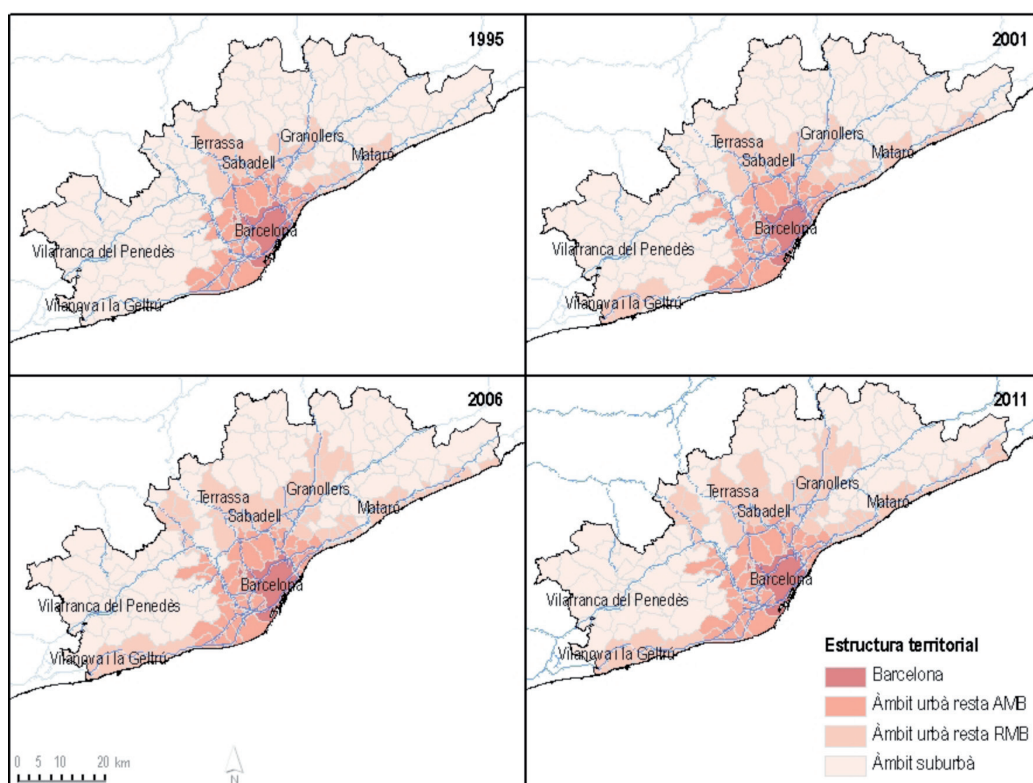 1995
Terrassa
Granollers
Sabadell
Mataró
Barcelona
Vilafranca del Penedès
Vilanova i la Geltrú
2001
Terrassa
Granollers
Sabadell
Mataró
Barcelona
Vilafranca del Penedès
Vilanova i la Geltrú
2006
Terrassa
Granollers
Sabadell
Mataró
Barcelona
Vilafranca del Penedès
Vilanova i la Geltrú
0 5 10 20 km
N
2011
Terrassa
Granollers
Sabadell
Mataró
Barcelona
Vilafranca del Penedès
Vilanova i la Geltrú
Estructura territorial
Barcelona
Àmbit urbà resta AMB
Àmbit urbà resta RMB
Àmbit suburbà